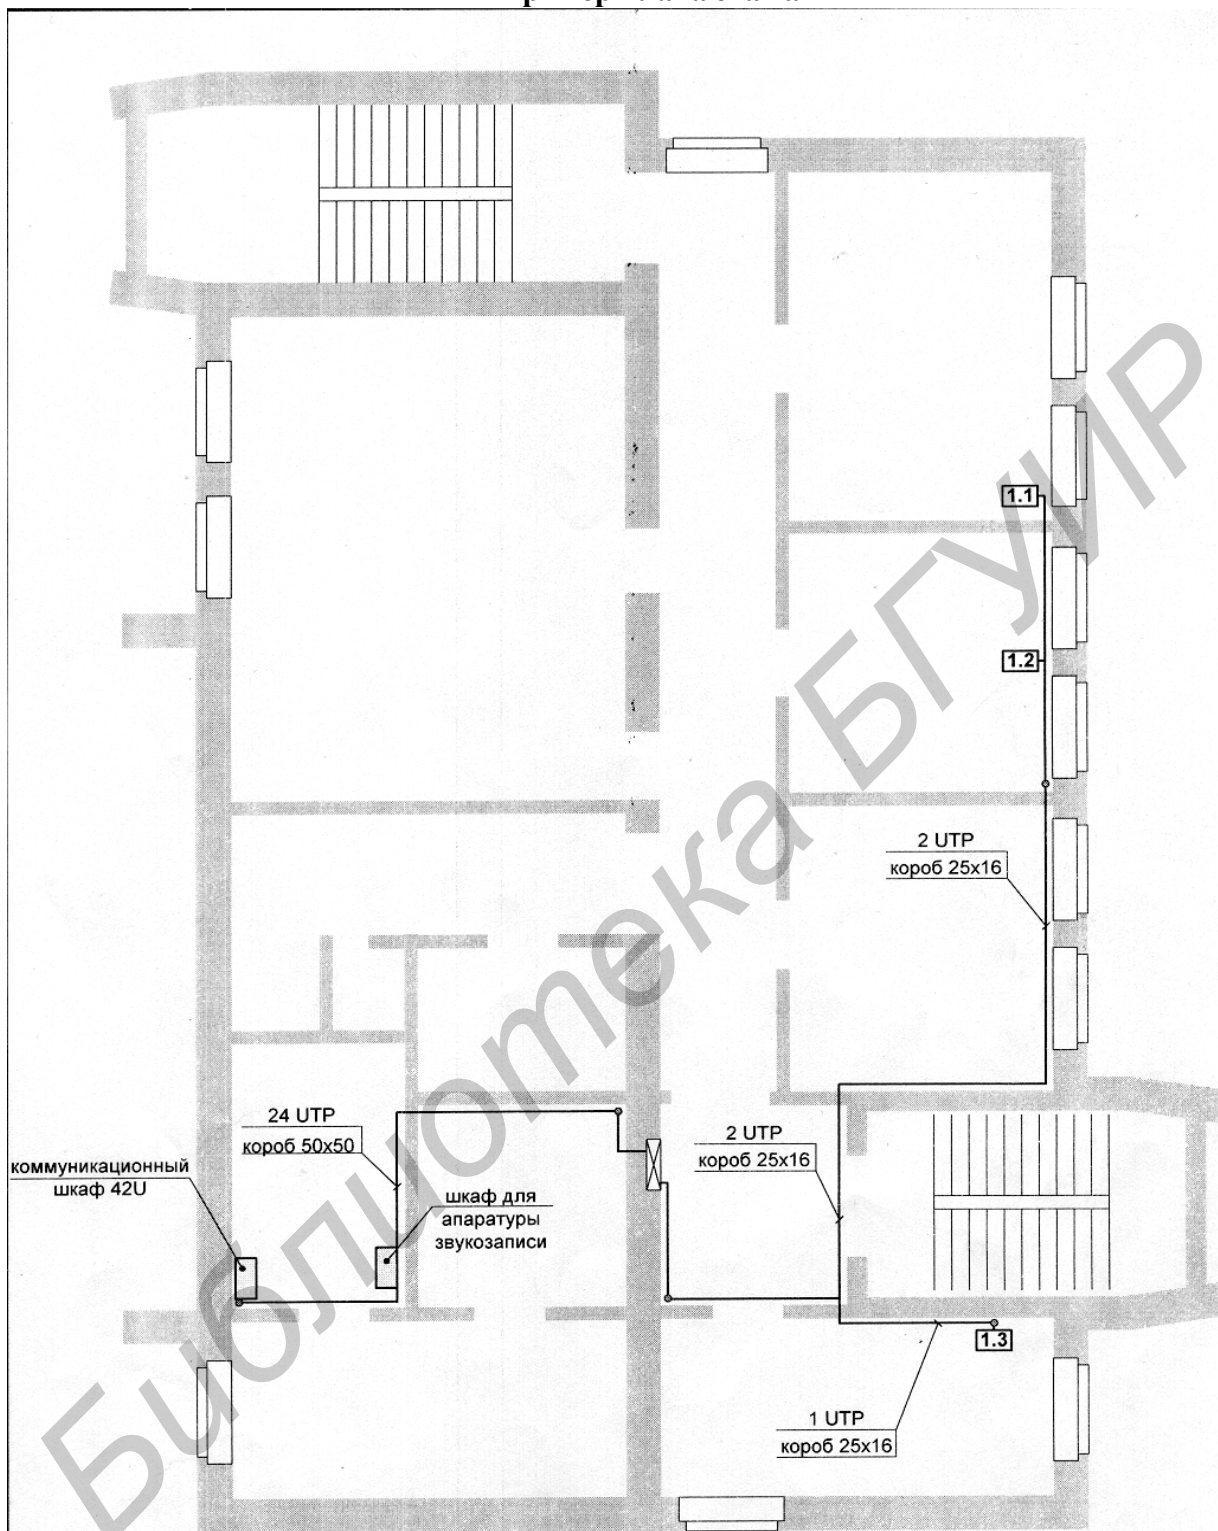 1.1
1.2
2 UTP
короб 25x16
24 UTP
короб 50x50
2 UTP
короб 25x16
коммуникационный
шкаф 42U
шкаф для
апаратуры
звукозаписи
1.3
1 UTP
короб 25x16
Библиотека БГУИР